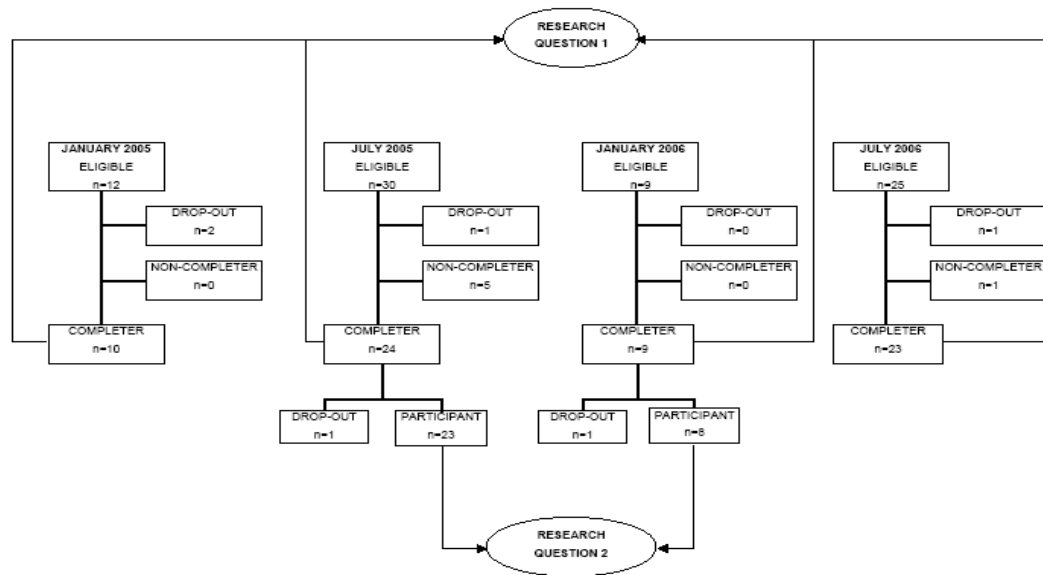 RESEARCH
QUESTION 1
JANUARY 2005
ELIGIBLE
n=12
DROP-OUT
n=2
NON-COMPLETER
n=0
COMPLETER
n=10
JULY 2005
ELIGIBLE
n=30
DROP-OUT
n=1
NON-COMPLETER
n=5
COMPLETER
n=24
DROP-OUT
n=1
PARTICIPANT
n=23
JANUARY 2006
ELIGIBLE
n=9
DROP-OUT
n=0
NON-COMPLETER
n=0
COMPLETER
n=9
DROP-OUT
n=1
PARTICIPANT
n=8
JULY 2006
ELIGIBLE
n=25
DROP-OUT
n=1
NON-COMPLETER
n=1
COMPLETER
n=23
RESEARCH
QUESTION 2